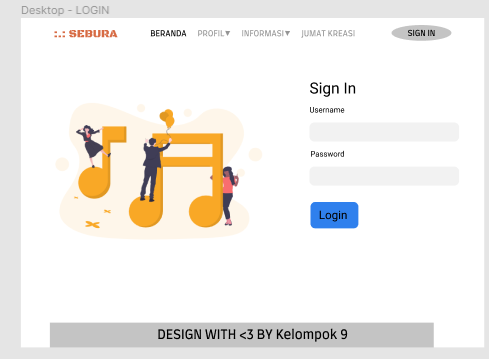 Desktop - LOGIN
:.: SEBURA BERANDA PROFIL▼ INFORMASI▼ JUMAT KREASI SIGN IN
Sign In
Username
Password
Login
DESIGN WITH <3 BY Kelompok 9